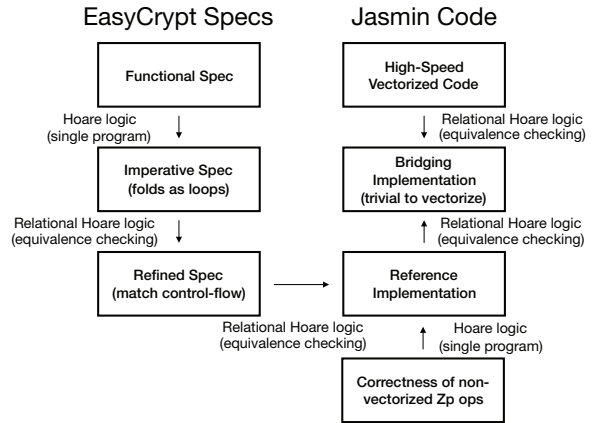 EasyCrypt Specs
Jasmin Code
Functional Spec
High-Speed
Vectorized Code
Hoare logic
(single program)
Relational Hoare logic
(equivalence checking)
Imperative Spec
(folds as loops)
Bridging
Implementation
(trivial to vectorize)
Relational Hoare logic
(equivalence checking)
Relational Hoare logic
(equivalence checking)
Refined Spec
(match control-flow)
Reference
Implementation
Relational Hoare logic
(equivalence checking)
Hoare logic
(single program)
Correctness of non-
vectorized Zp ops